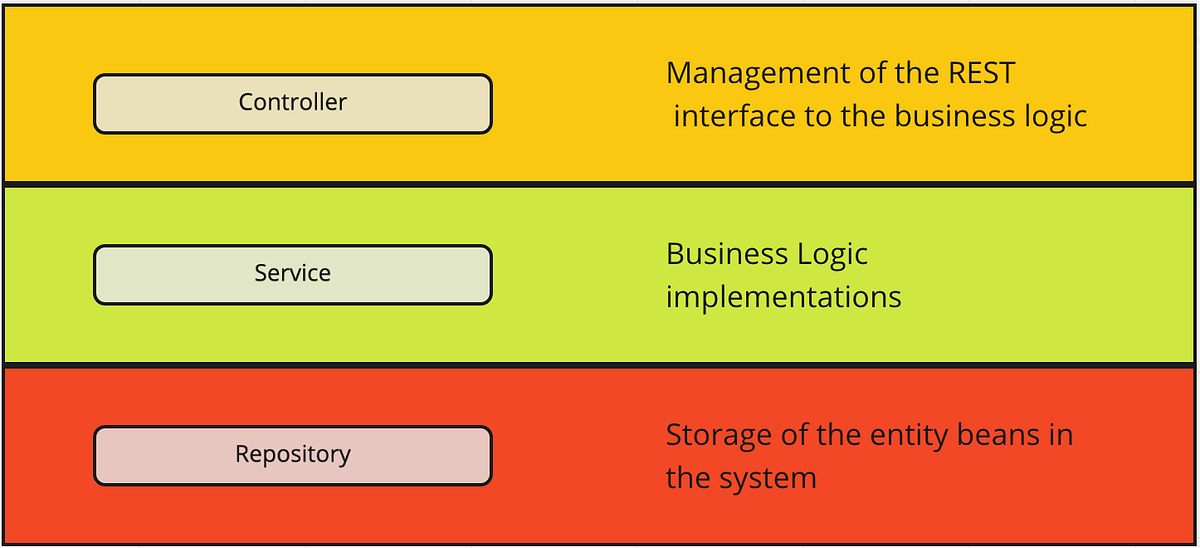 Controller
Management of the REST
interface to the business logic
Service
Business Logic
implementations
Repository
Storage of the entity beans in
the system